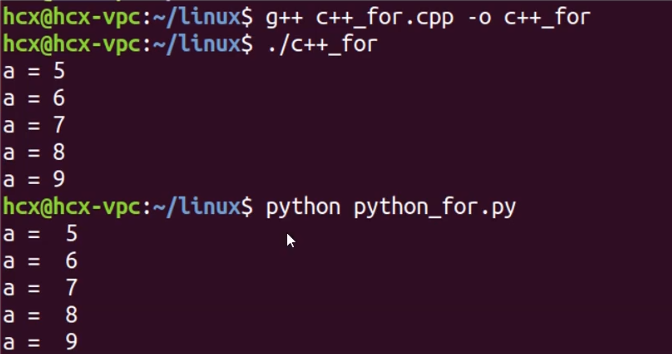 hcx@hcx-vpc:~/linux$ g++ c++_for.cpp -o c++_for
hcx@hcx-vpc:~/linux$ ./c++_for
a = 5
a = 6
a = 7
a = 8
a = 9
hcx@hcx-vpc:~/linux$ python python_for.py
a =  5
a =  6
a =  7
a =  8
a =  9